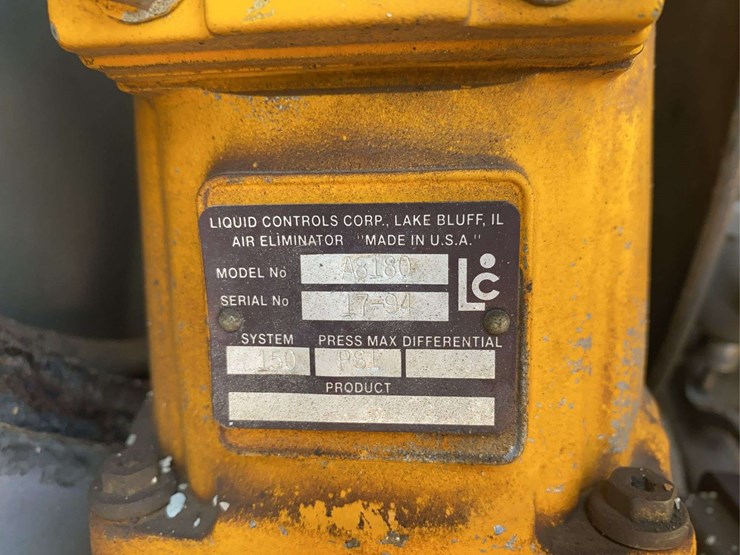 LIQUID CONTROLS CORP., LAKE BLUFF, IL
AIR ELIMINATOR "MADE IN U.S.A."
MODEL No A8180
SERIAL No 17-94
LC
SYSTEM PRESS MAX DIFFERENTIAL
150 PSI
PRODUCT